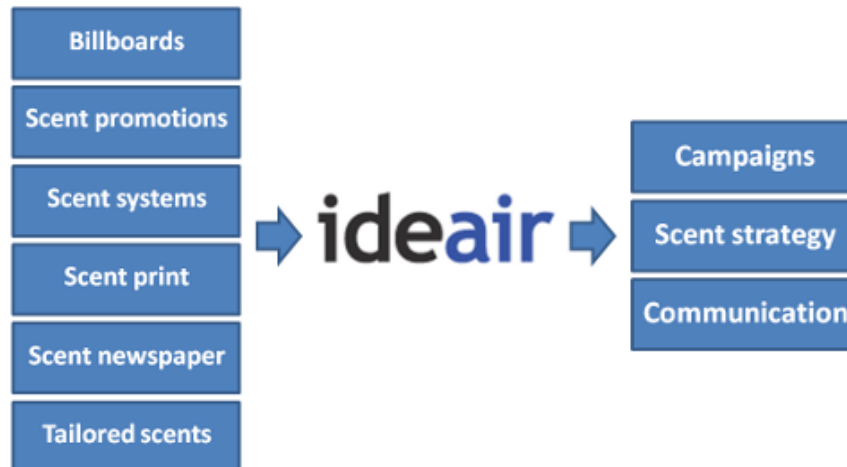 Billboards
Scent promotions
Scent systems
Scent print
Scent newspaper
Tailored scents
ideair
Campaigns
Scent strategy
Communication